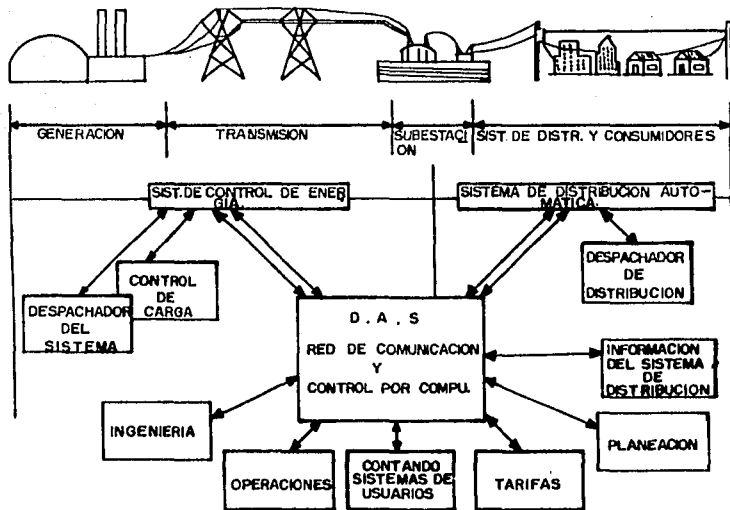 GENERACION
TRANSMISION
SUBESTACI
ON
SIST. DE DISTR. Y CONSUMIDORES
SIST. DE CONTROL DE ENER
GIA.
SISTEMA DE DISTRIBUCION AUTO-
MATICA.
DESPACHADOR
DEL
SISTEMA
CONTROL
DE
CARGA
DESPACHADOR
DE
DISTRIBUCION
D.A.S
RED DE COMUNICACION
Y
CONTROL POR COMPU.
INFORMACION
DEL SISTEMA
DE
DISTRIBUCION
INGENIERIA
PLANEACION
OPERACIONES
CONTANDO
SISTEMAS DE
USUARIOS
TARIFAS